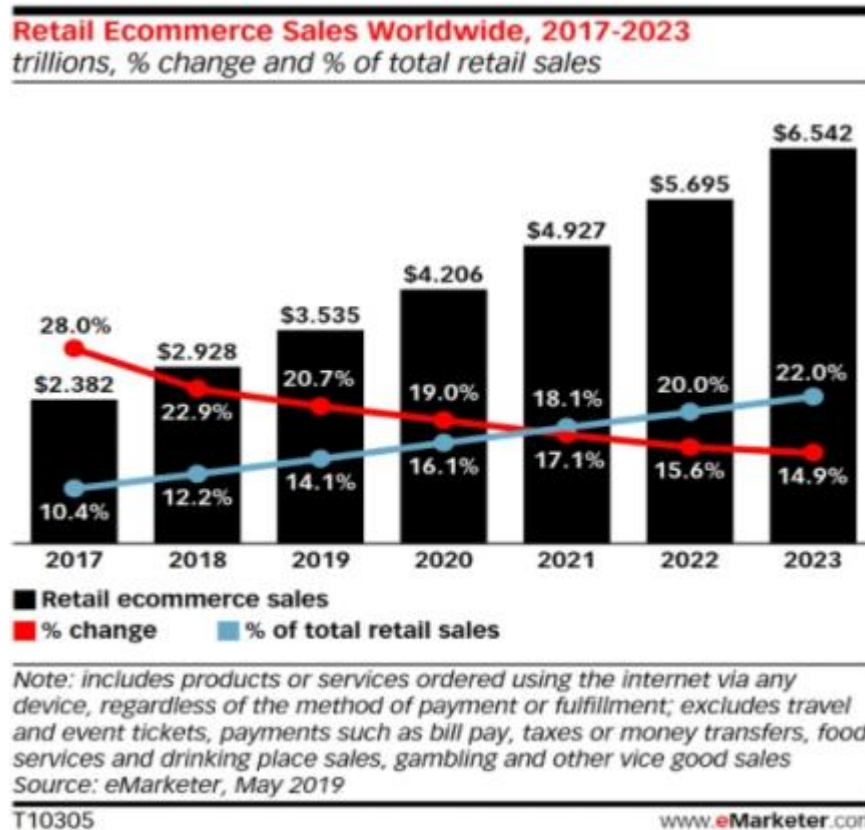 Retail Ecommerce Sales Worldwide, 2017-2023
trillions, % change and % of total retail sales
$6.542
$5.695
$4.927
$4.206
$3.535
28.0%
$2.928
$2.382
20.7%
19.0%
18.1%
20.0%
22.0%
22.9%
10.4%
12.2%
14.1%
16.1%
17.1%
15.6%
14.9%
2017 2018 2019 2020 2021 2022 2023
Retail ecommerce sales
% change % of total retail sales
Note: includes products or services ordered using the internet via any
device, regardless of the method of payment or fulfillment; excludes travel
and event tickets, payments such as bill pay, taxes or money transfers, food
services and drinking place sales, gambling and other vice good sales
Source: eMarketer, May 2019
T10305 www.eMarketer.com